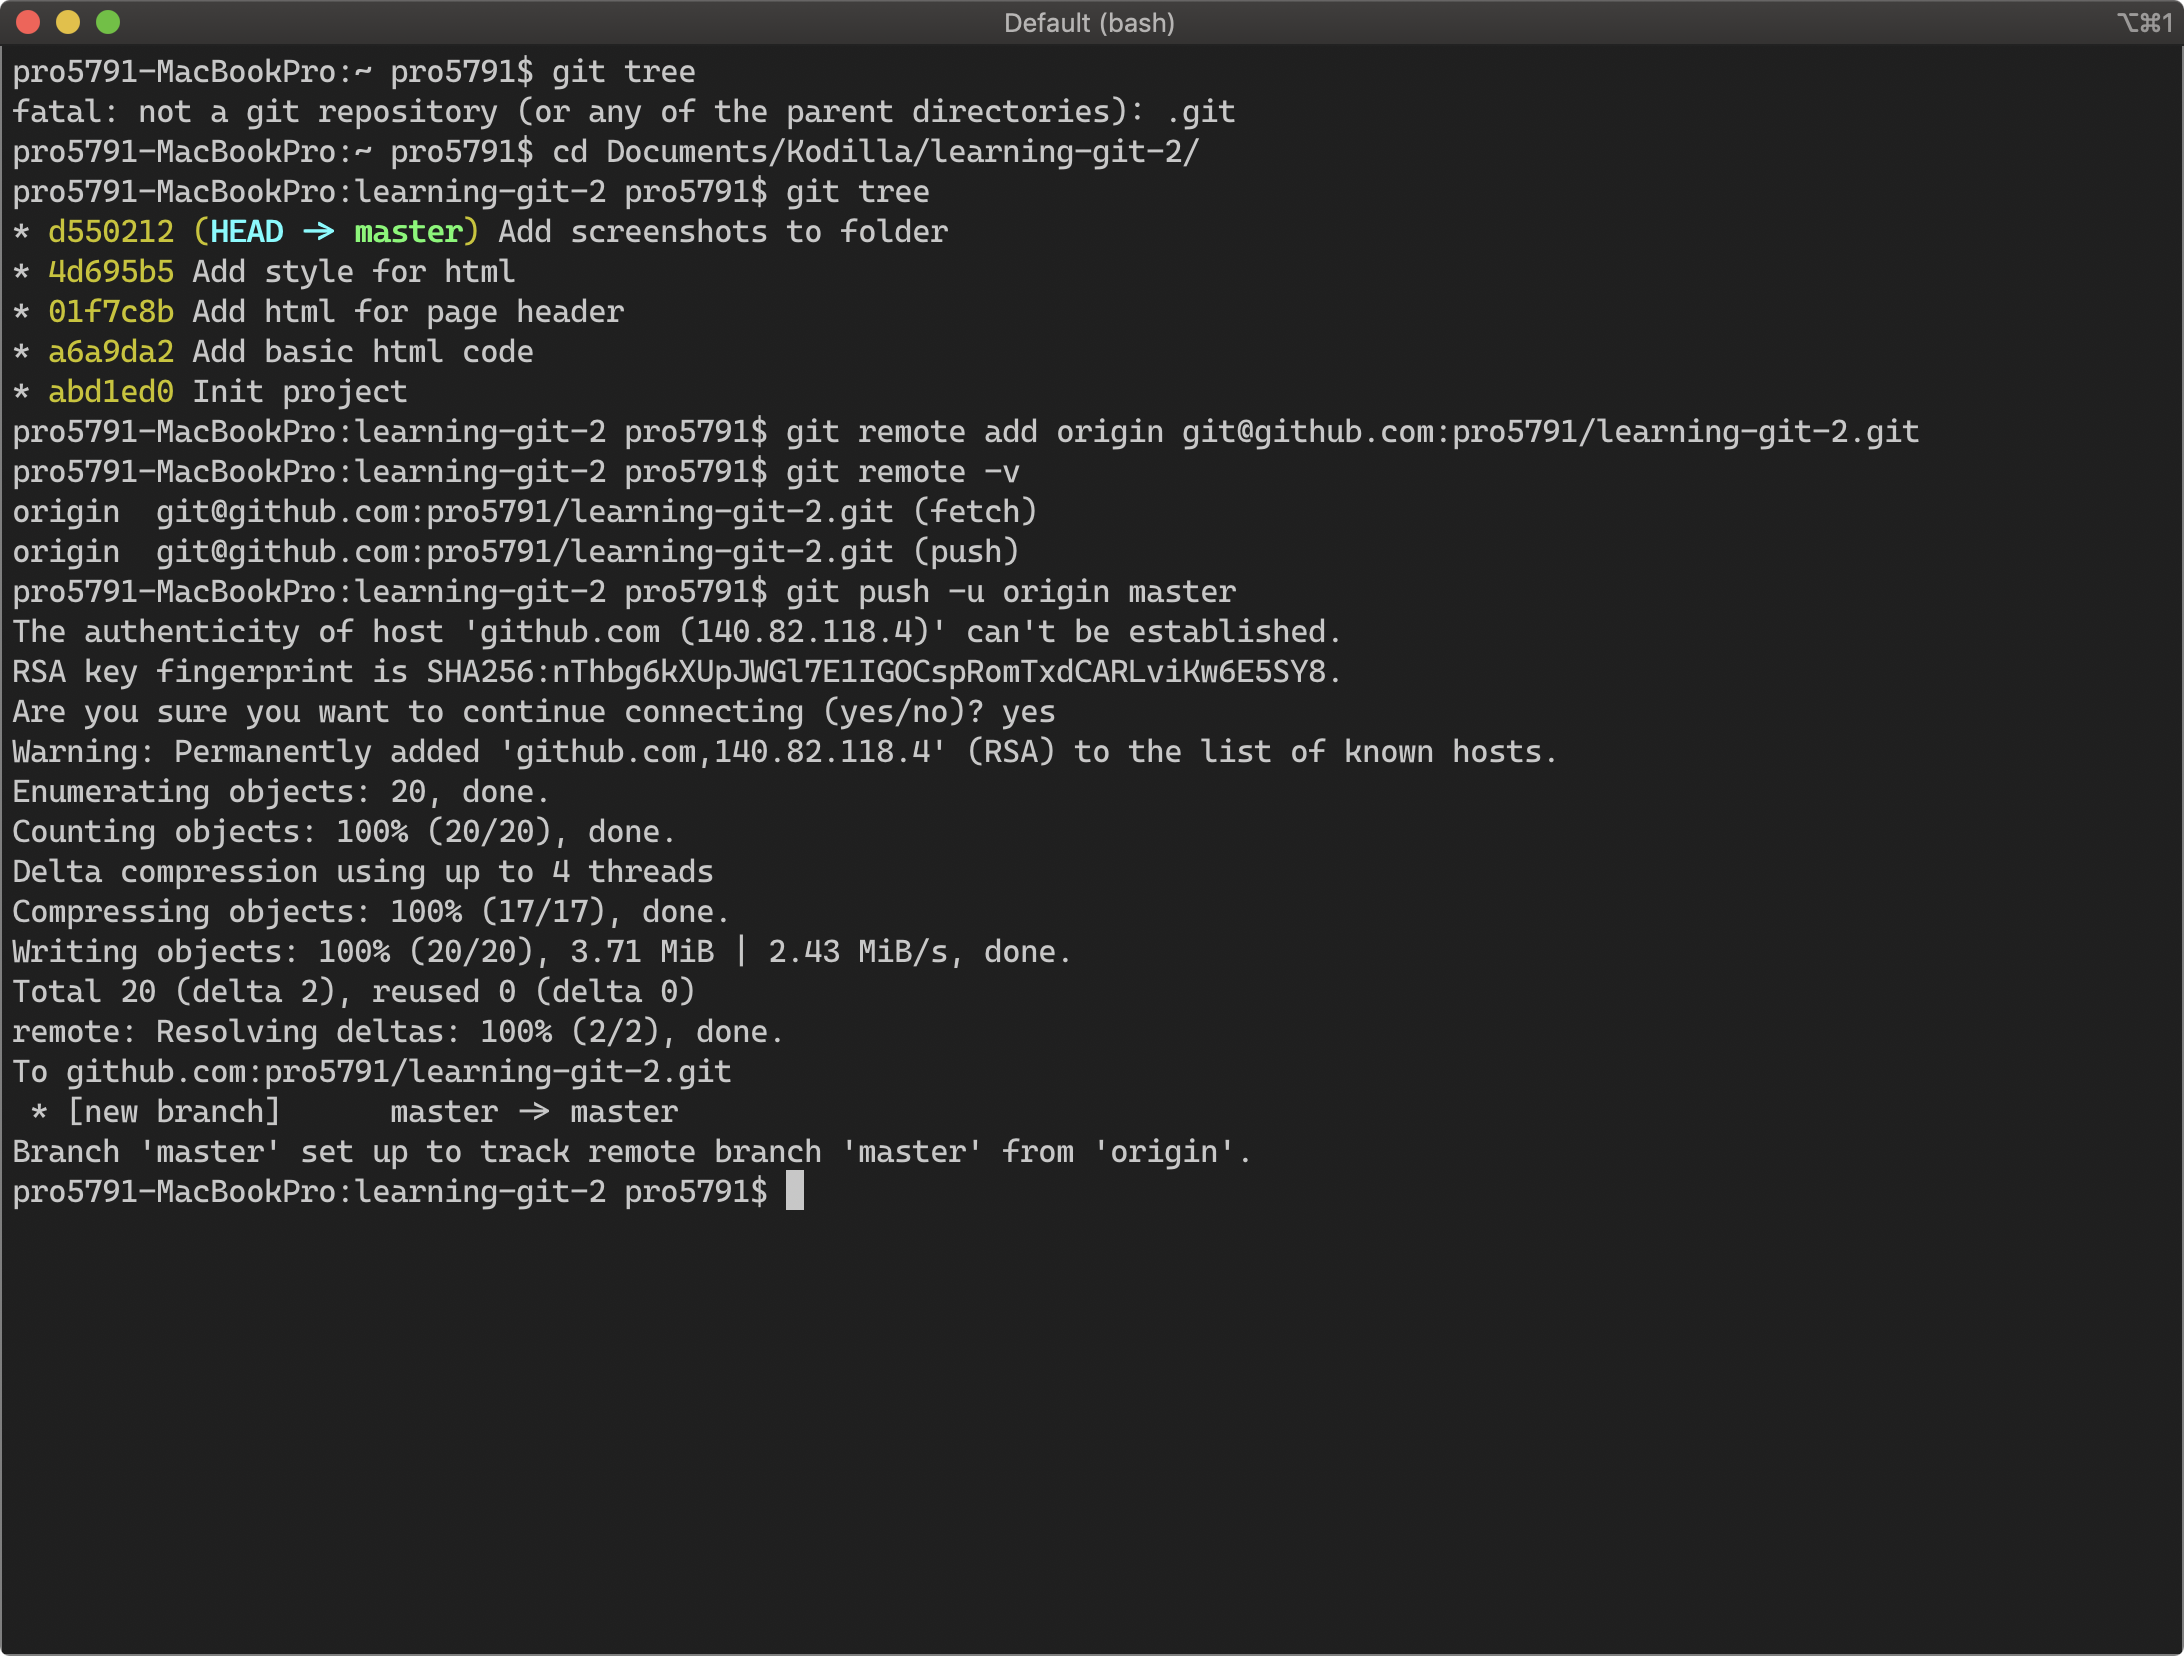 Default (bash)
⌥⌘1
pro5791-MacBookPro:~ pro5791$ git tree
fatal: not a git repository (or any of the parent directories): .git
pro5791-MacBookPro:~ pro5791$ cd Documents/Kodilla/learning-git-2/
pro5791-MacBookPro:learning-git-2 pro5791$ git tree
* d550212 (HEAD -> master) Add screenshots to folder
* 4d695b5 Add style for html
* 01f7c8b Add html for page header
* a6a9da2 Add basic html code
* abd1ed0 Init project
pro5791-MacBookPro:learning-git-2 pro5791$ git remote add origin git@github.com:pro5791/learning-git-2.git
pro5791-MacBookPro:learning-git-2 pro5791$ git remote -v
origin  git@github.com:pro5791/learning-git-2.git (fetch)
origin  git@github.com:pro5791/learning-git-2.git (push)
pro5791-MacBookPro:learning-git-2 pro5791$ git push -u origin master
The authenticity of host 'github.com (140.82.118.4)' can't be established.
RSA key fingerprint is SHA256:nThbg6kXUpJWGl7E1IGOCspRomTxdCARLviKw6E5SY8.
Are you sure you want to continue connecting (yes/no)? yes
Warning: Permanently added 'github.com,140.82.118.4' (RSA) to the list of known hosts.
Enumerating objects: 20, done.
Counting objects: 100% (20/20), done.
Delta compression using up to 4 threads
Compressing objects: 100% (17/17), done.
Writing objects: 100% (20/20), 3.71 MiB | 2.43 MiB/s, done.
Total 20 (delta 2), reused 0 (delta 0)
remote: Resolving deltas: 100% (2/2), done.
To github.com:pro5791/learning-git-2.git
 * [new branch]      master -> master
Branch 'master' set up to track remote branch 'master' from 'origin'.
pro5791-MacBookPro:learning-git-2 pro5791$